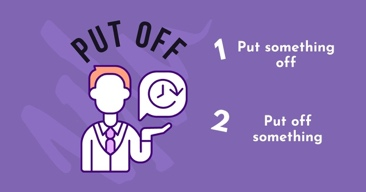 PUT OFF
1 Put something
off
2 Put off
something